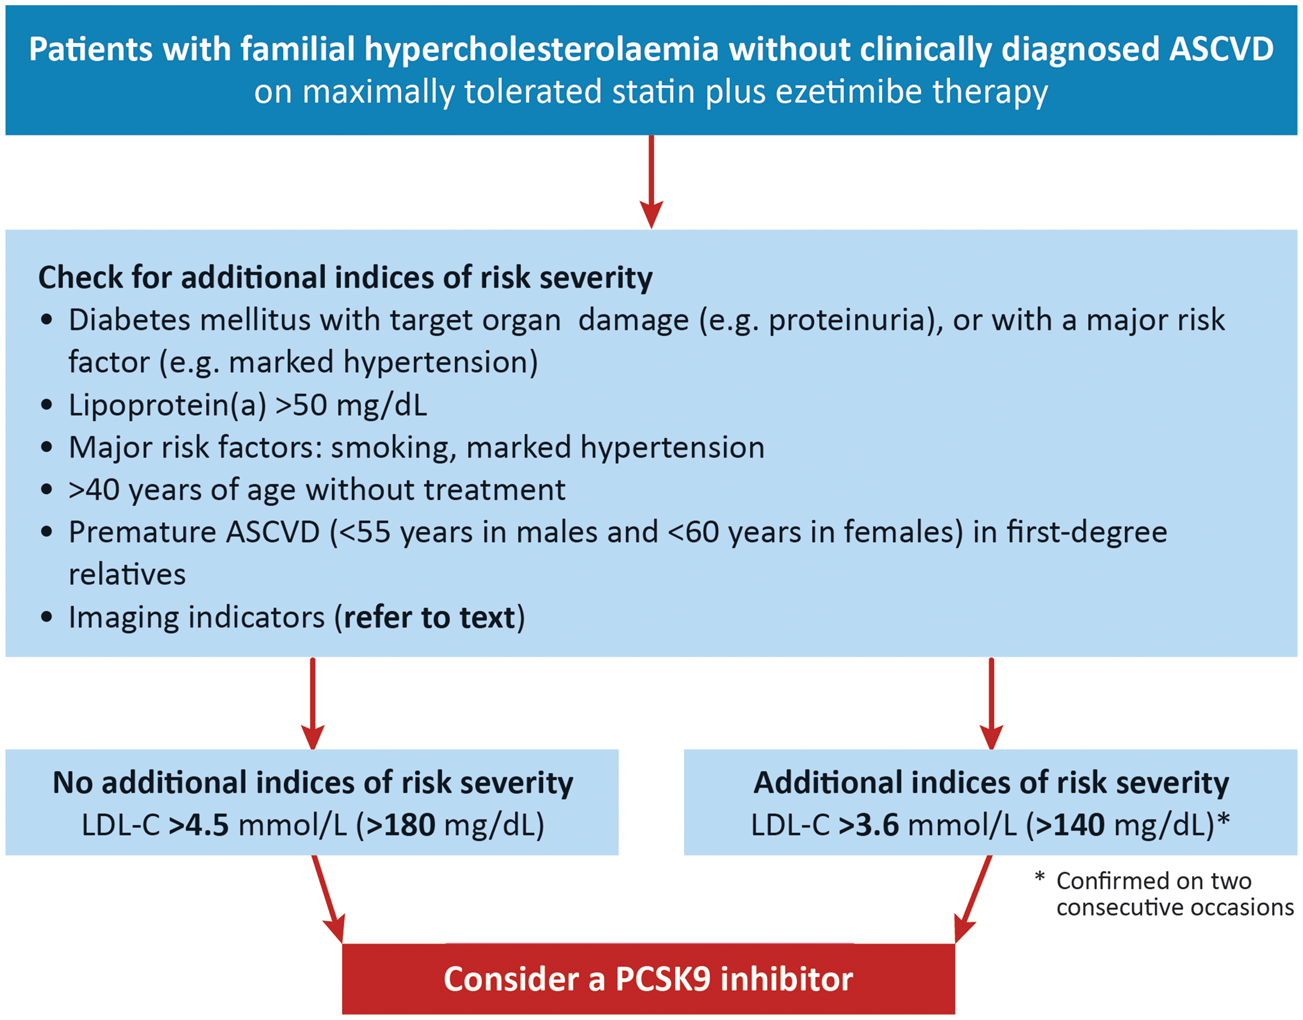 Patients with familial hypercholesterolaemia without clinically diagnosed ASCVD
on maximally tolerated statin plus ezetimibe therapy
Check for additional indices of risk severity
• Diabetes mellitus with target organ damage (e.g. proteinuria), or with a major risk
factor (e.g. marked hypertension)
• Lipoprotein(a) >50 mg/dL
• Major risk factors: smoking, marked hypertension
• >40 years of age without treatment
• Premature ASCVD (<55 years in males and <60 years in females) in first-degree
relatives
• Imaging indicators (refer to text)
No additional indices of risk severity
LDL-C >4.5 mmol/L (>180 mg/dL)
Additional indices of risk severity
LDL-C >3.6 mmol/L (>140 mg/dL)*
* Confirmed on two
consecutive occasions
Consider a PCSK9 inhibitor